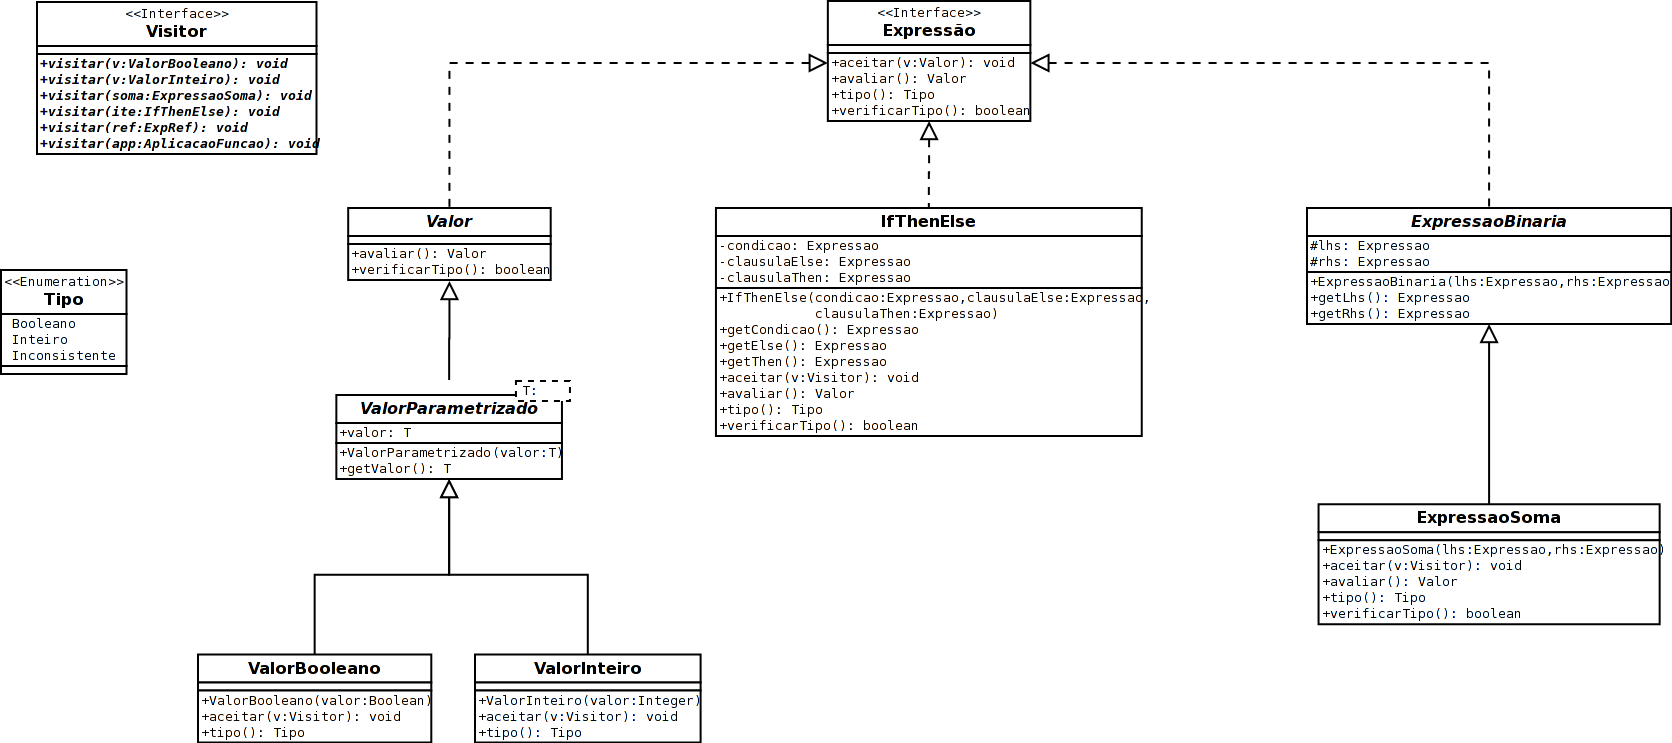 <<Interface>>
Visitor
+visitar(v:ValorBooleano): void
+visitar(v:ValorInteiro): void
+visitar(soma:ExpressaoSoma): void
+visitar(ite:IfThenElse): void
+visitar(ref:ExpRef): void
+visitar(app:AplicacaoFuncao): void
<<Interface>>
Expressão
+aceitar(v:Valor): void
+avaliar(): Valor
+tipo(): Tipo
+verificarTipo(): boolean
Valor
+avaliar(): Valor
+verificarTipo(): boolean
IfThenElse
-condicao: Expressao
-clausulaElse: Expressao
-clausulaThen: Expressao
+IfThenElse(condicao:Expressao,clausulaElse:Expressao,
clausulaThen:Expressao)
+getCondicao(): Expressao
+getElse(): Expressao
+getThen(): Expressao
+aceitar(v:Visitor): void
+avaliar(): Valor
+tipo(): Tipo
+verificarTipo(): boolean
ExpressaoBinaria
#lhs: Expressao
#rhs: Expressao
+ExpressaoBinaria(lhs:Expressao,rhs:Expressao
+getLhs(): Expressao
+getRhs(): Expressao
<<Enumeration>>
Tipo
Booleano
Inteiro
Inconsistente
T:
ValorParametrizado
+valor: T
+ValorParametrizado(valor:T)
+getValor(): T
ExpressaoSoma
+ExpressaoSoma(lhs:Expressao,rhs:Expressao)
+aceitar(v:Visitor): void
+avaliar(): Valor
+tipo(): Tipo
+verificarTipo(): boolean
ValorBooleano
+ValorBooleano(valor:Boolean)
+aceitar(v:Visitor): void
+tipo(): Tipo
ValorInteiro
+ValorInteiro(valor:Integer)
+aceitar(v:Visitor): void
+tipo(): Tipo